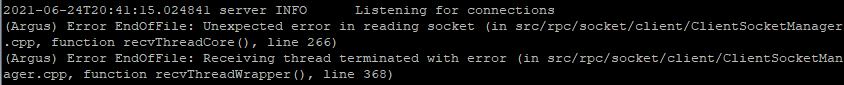 2021-06-24T20:41:15.024841 server INFO     Listening for connections
(Argus) Error EndOfFile: Unexpected error in reading socket (in src/rpc/socket/client/ClientSocketManager
.cpp, function recvThreadCore(), line 266)
(Argus) Error EndOfFile: Receiving thread terminated with error (in src/rpc/socket/client/ClientSocketMan
ager.cpp, function recvThreadWrapper(), line 368)